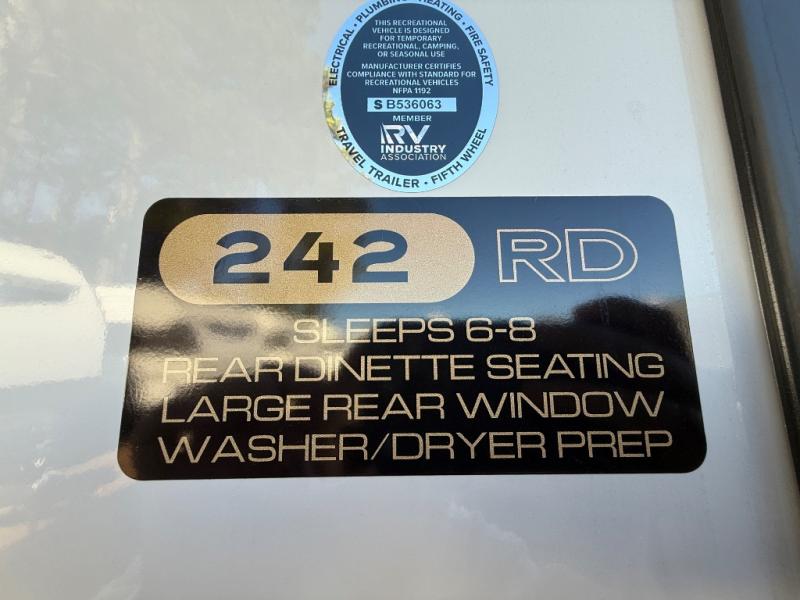 ELECTRICAL • PLUMBING • HEATING • FIRE SAFETY
THIS RECREATIONAL
VEHICLE IS DESIGNED
FOR TEMPORARY
RECREATIONAL, CAMPING,
OR SEASONAL USE
MANUFACTURER CERTIFIES
COMPLIANCE WITH STANDARD FOR
RECREATIONAL VEHICLES
NFPA 1192
S B536063
MEMBER
RV
INDUSTRY
ASSOCIATION
TRAVEL TRAILER • FIFTH WHEEL
242 RD
SLEEPS 6-8
REAR DINETTE SEATING
LARGE REAR WINDOW
WASHER/DRYER PREP